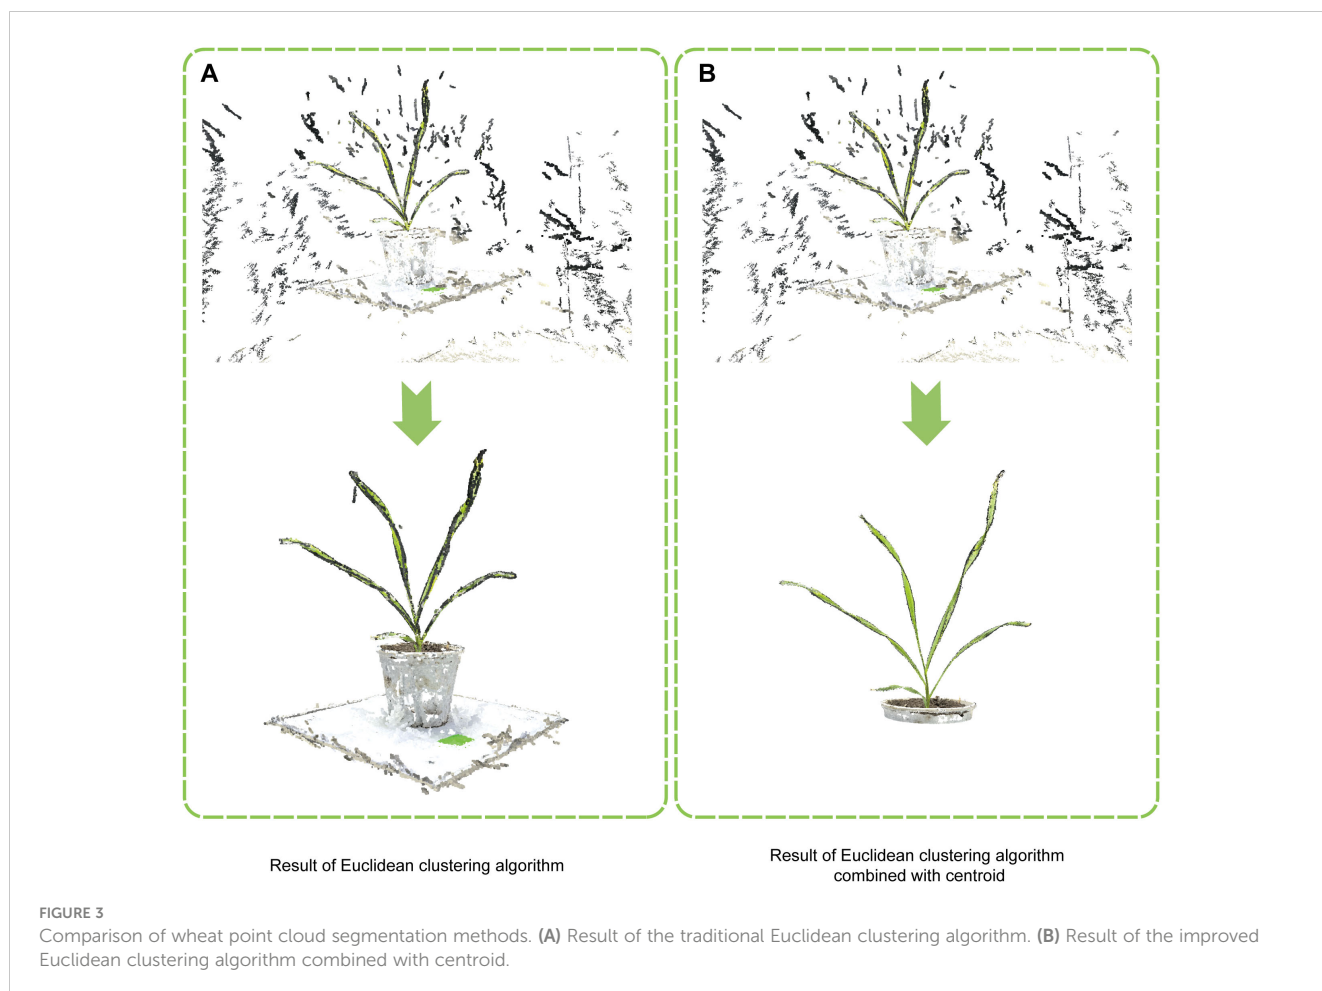 A
B
Result of Euclidean clustering algorithm
Result of Euclidean clustering algorithm
combined with centroid
FIGURE 3
Comparison of wheat point cloud segmentation methods. (A) Result of the traditional Euclidean clustering algorithm. (B) Result of the improved
Euclidean clustering algorithm combined with centroid.